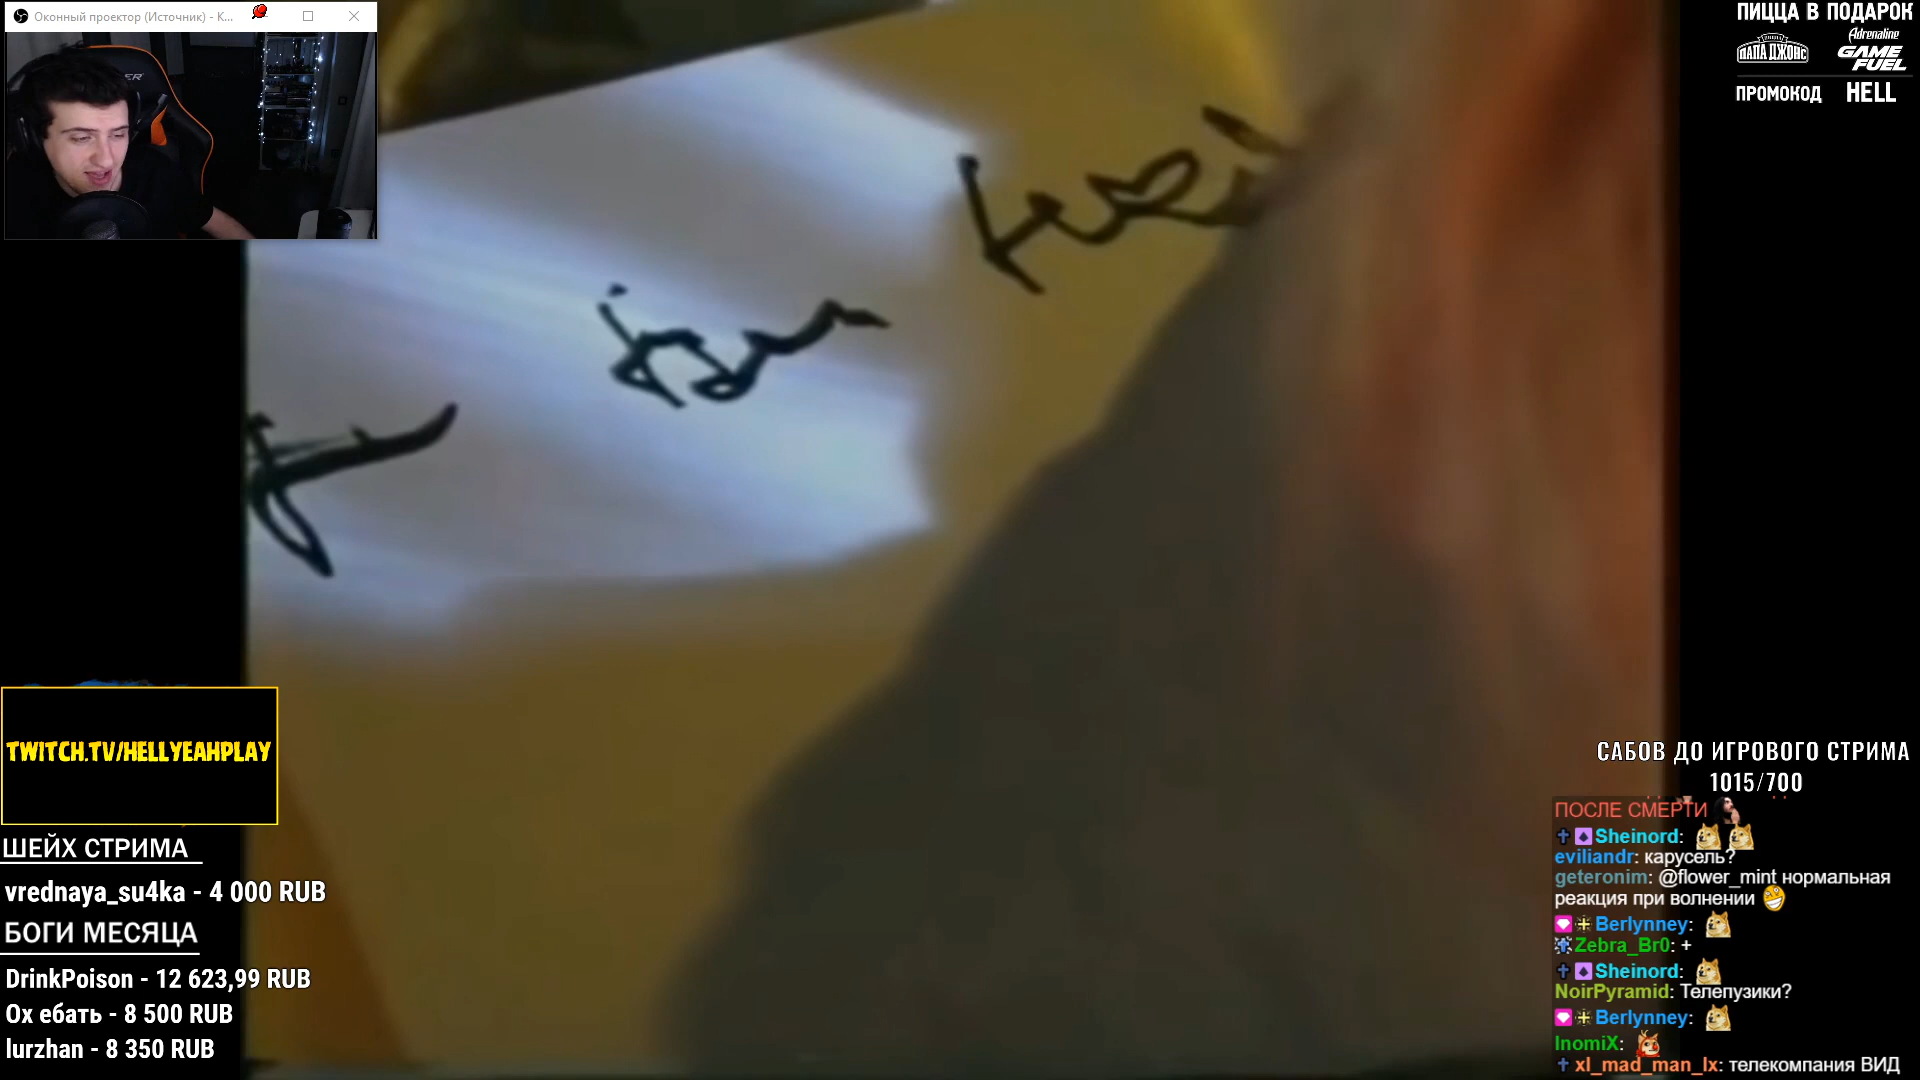 Оконный проектор (Источник) - К...
ПИЦЦА В ПОДАРОК
ПАПА ДЖОНС
Adrenaline
GAME FUEL
ПРОМОКОД HELL
TWITCH.TV/HELLYEAHPLAY
ШЕЙХ СТРИМА
vrednaya_su4ka - 4 000 RUB
БОГИ МЕСЯЦА
DrinkPoison - 12 623,99 RUB
Ох ебать - 8 500 RUB
lurzhan - 8 350 RUB
САБОВ ДО ИГРОВОГО СТРИМА
1015/700
ПОСЛЕ СМЕРТИ
Sheinord:
eviliandr: карусель?
geteronim: @flower_mint нормальная
реакция при волнении
Berlynney:
Zebra_Br0: +
Sheinord:
NoirPyramid: Телепузики?
Berlynney:
InomiX:
xl_mad_man_lx: телекомпания ВИД